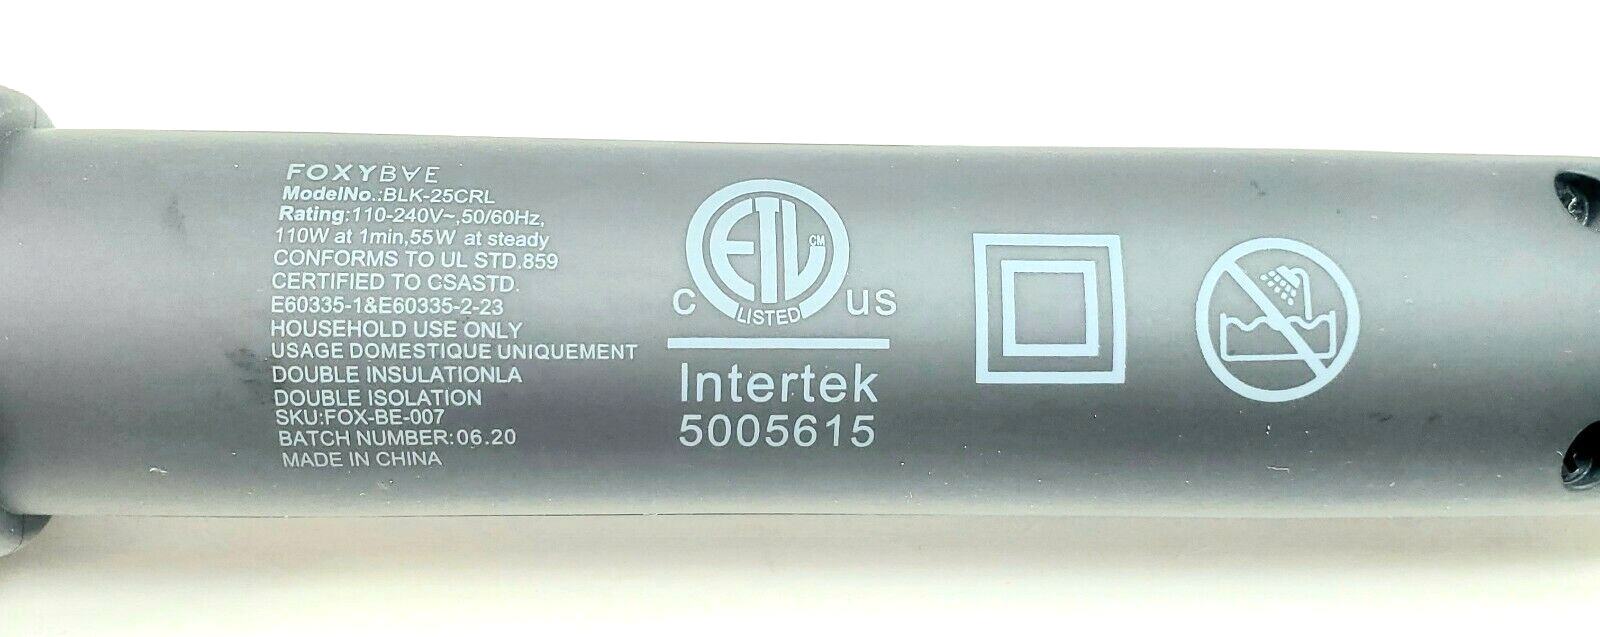 FOXYBAE
ModelNo.:BLK-25CRL
Rating:110-240V~,50/60Hz,
110W at 1min,55W at steady
CONFORMS TO UL STD.859
CERTIFIED TO CSASTD.
E60335-1&E60335-2-23
HOUSEHOLD USE ONLY
USAGE DOMESTIQUE UNIQUEMENT
DOUBLE INSULATIONLA
DOUBLE ISOLATION
SKU:FOX-BE-007
BATCH NUMBER:06.20
MADE IN CHINA
ETL CM
C LISTED US
Intertek
5005615